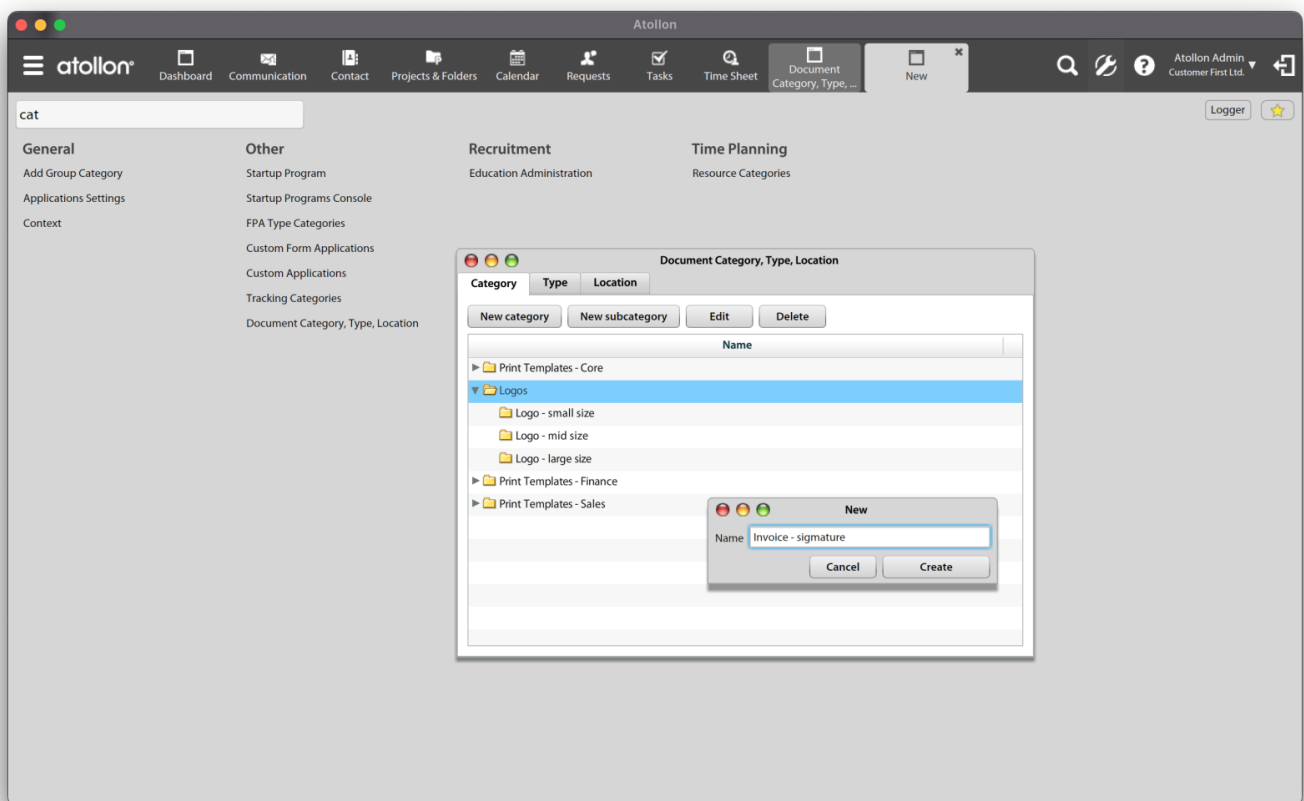 Atollon
atollon
Dashboard
Communication
Contact
Projects & Folders
Calendar
Requests
Tasks
Time Sheet
Document
Category, Type, ...
New
Atollon Admin
Customer First Ltd.
cat
Logger
General
Add Group Category
Applications Settings
Context
Other
Startup Program
Startup Programs Console
FPA Type Categories
Custom Form Applications
Custom Applications
Tracking Categories
Document Category, Type, Location
Recruitment
Education Administration
Time Planning
Resource Categories
Document Category, Type, Location
Category
Type
Location
New category
New subcategory
Edit
Delete
Name
Print Templates - Core
Logos
Logo - small size
Logo - mid size
Logo - large size
Print Templates - Finance
Print Templates - Sales
New
Name
Invoice - sigmature
Cancel
Create